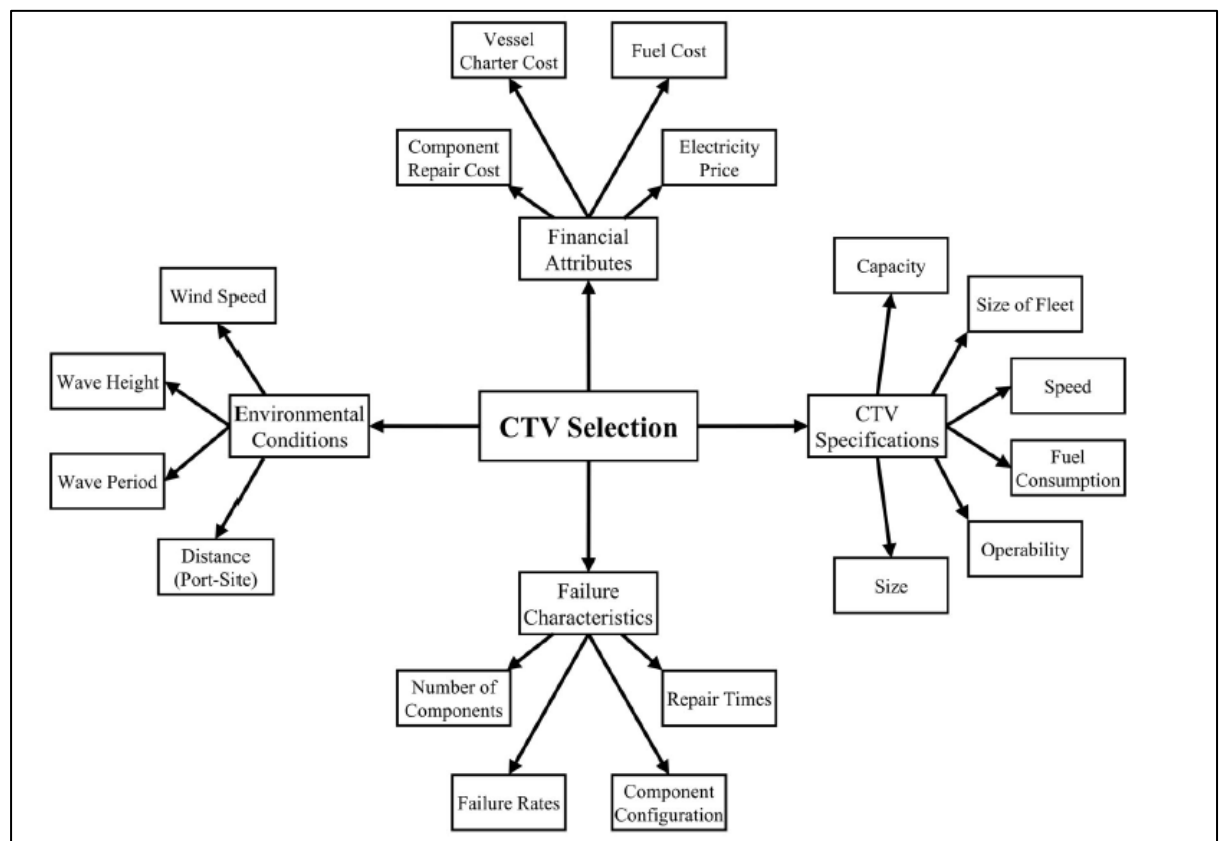 Vessel
Charter Cost
Fuel Cost
Component
Repair Cost
Electricity
Price
Financial
Attributes
Wind Speed
Wave Height
Environmental
Conditions
Wave Period
Distance
(Port-Site)
CTV Selection
Capacity
Size of Fleet
Speed
CTV
Specifications
Fuel
Consumption
Operability
Size
Failure
Characteristics
Number of
Components
Repair Times
Failure Rates
Component
Configuration